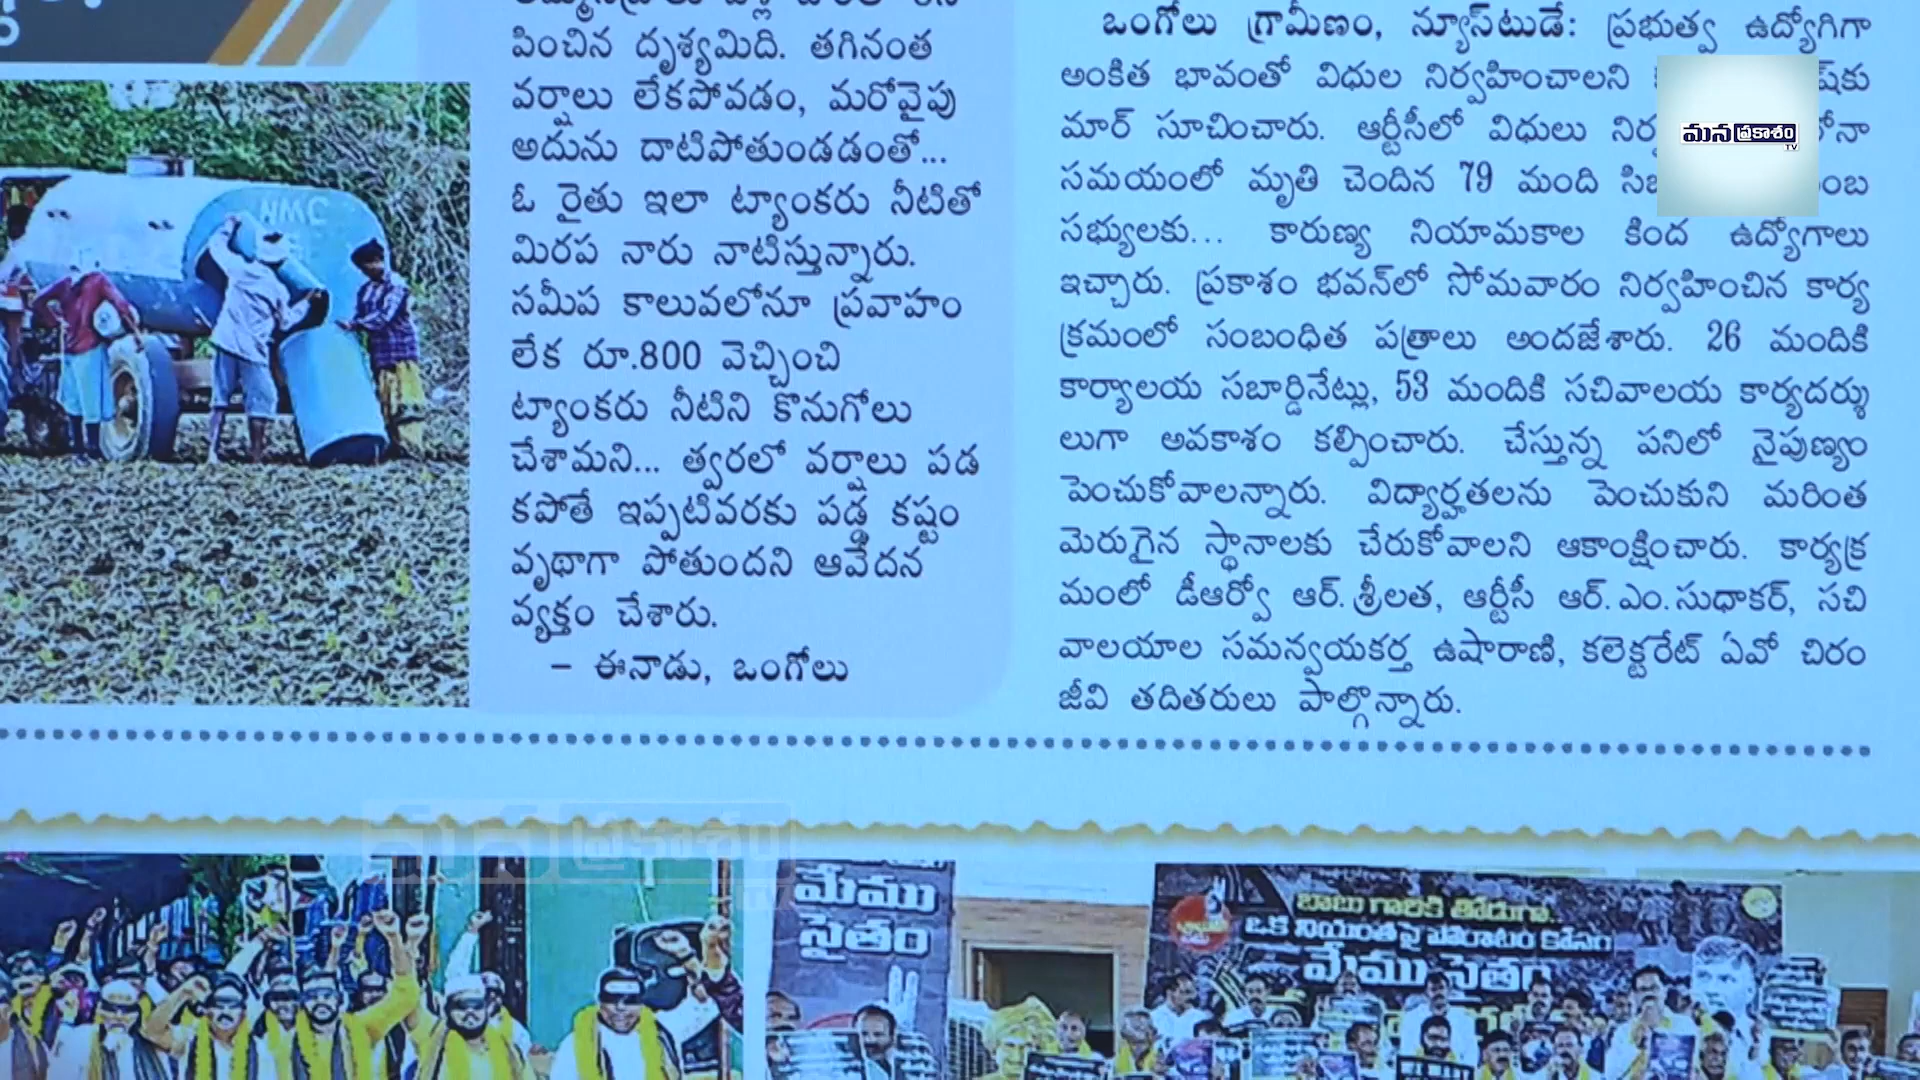 పించిన దృశ్యమిది. తగినంత
వర్షాలు లేకపోవడం, మరోవైపు
అదును దాటిపోతుండడంతో...
ఓ రైతు ఇలా ట్యాంకరు నీటితో
మిరప నారు నాటిస్తున్నారు.
సమీప కాలువలోనూ ప్రవాహం
లేక రూ.800 వెచ్చించి
ట్యాంకరు నీటిని కొనుగోలు
చేశామని... త్వరలో వర్షాలు పడ
కపోతే ఇప్పటివరకు పడ్డ కష్టం
వృథాగా పోతుందని ఆవేదన
వ్యక్తం చేశారు.
– ఈనాడు, ఒంగోలు
NMC
ఒంగోలు గ్రామీణం, న్యూస్‌టుడే: ప్రభుత్వ ఉద్యోగిగా
అంకిత భావంతో విధుల నిర్వహించాలని ష్‌కు
మార్ సూచించారు. ఆర్టీసీలో విధులు
సమయంలో మృతి చెందిన 79 మంది
సభ్యులకు... కారుణ్య నియామకాల కింద ఉద్యోగాలు
ఇచ్చారు. ప్రకాశం భవన్‌లో సోమవారం నిర్వహించిన కార్య
క్రమంలో సంబంధిత పత్రాలు అందజేశారు. 26 మందికి
కార్యాలయ సబార్డినేట్లు, 53 మందికి సచివాలయ కార్యదర్శు
లుగా అవకాశం కల్పించారు. చేస్తున్న పనిలో నైపుణ్యం
పెంచుకోవాలన్నారు. విద్యార్హతలను పెంచుకుని మరింత
మెరుగైన స్థానాలకు చేరుకోవాలని ఆకాంక్షించారు. కార్యక్ర
మంలో డీఆర్వో ఆర్.శ్రీలత, ఆర్టీసీ ఆర్.ఎం.సుధాకర్, సచి
వాలయాల సమన్వయకర్త ఉషారాణి, కలెక్టరేట్ ఏవో చిరం
జీవి తదితరులు పాల్గొన్నారు.
మన ప్రకాశం TV
మేము
సైతం
బాబు గారికి తోడుగా..
ఒక నియంతపై పోరాటం కోసం
మేము సైతం